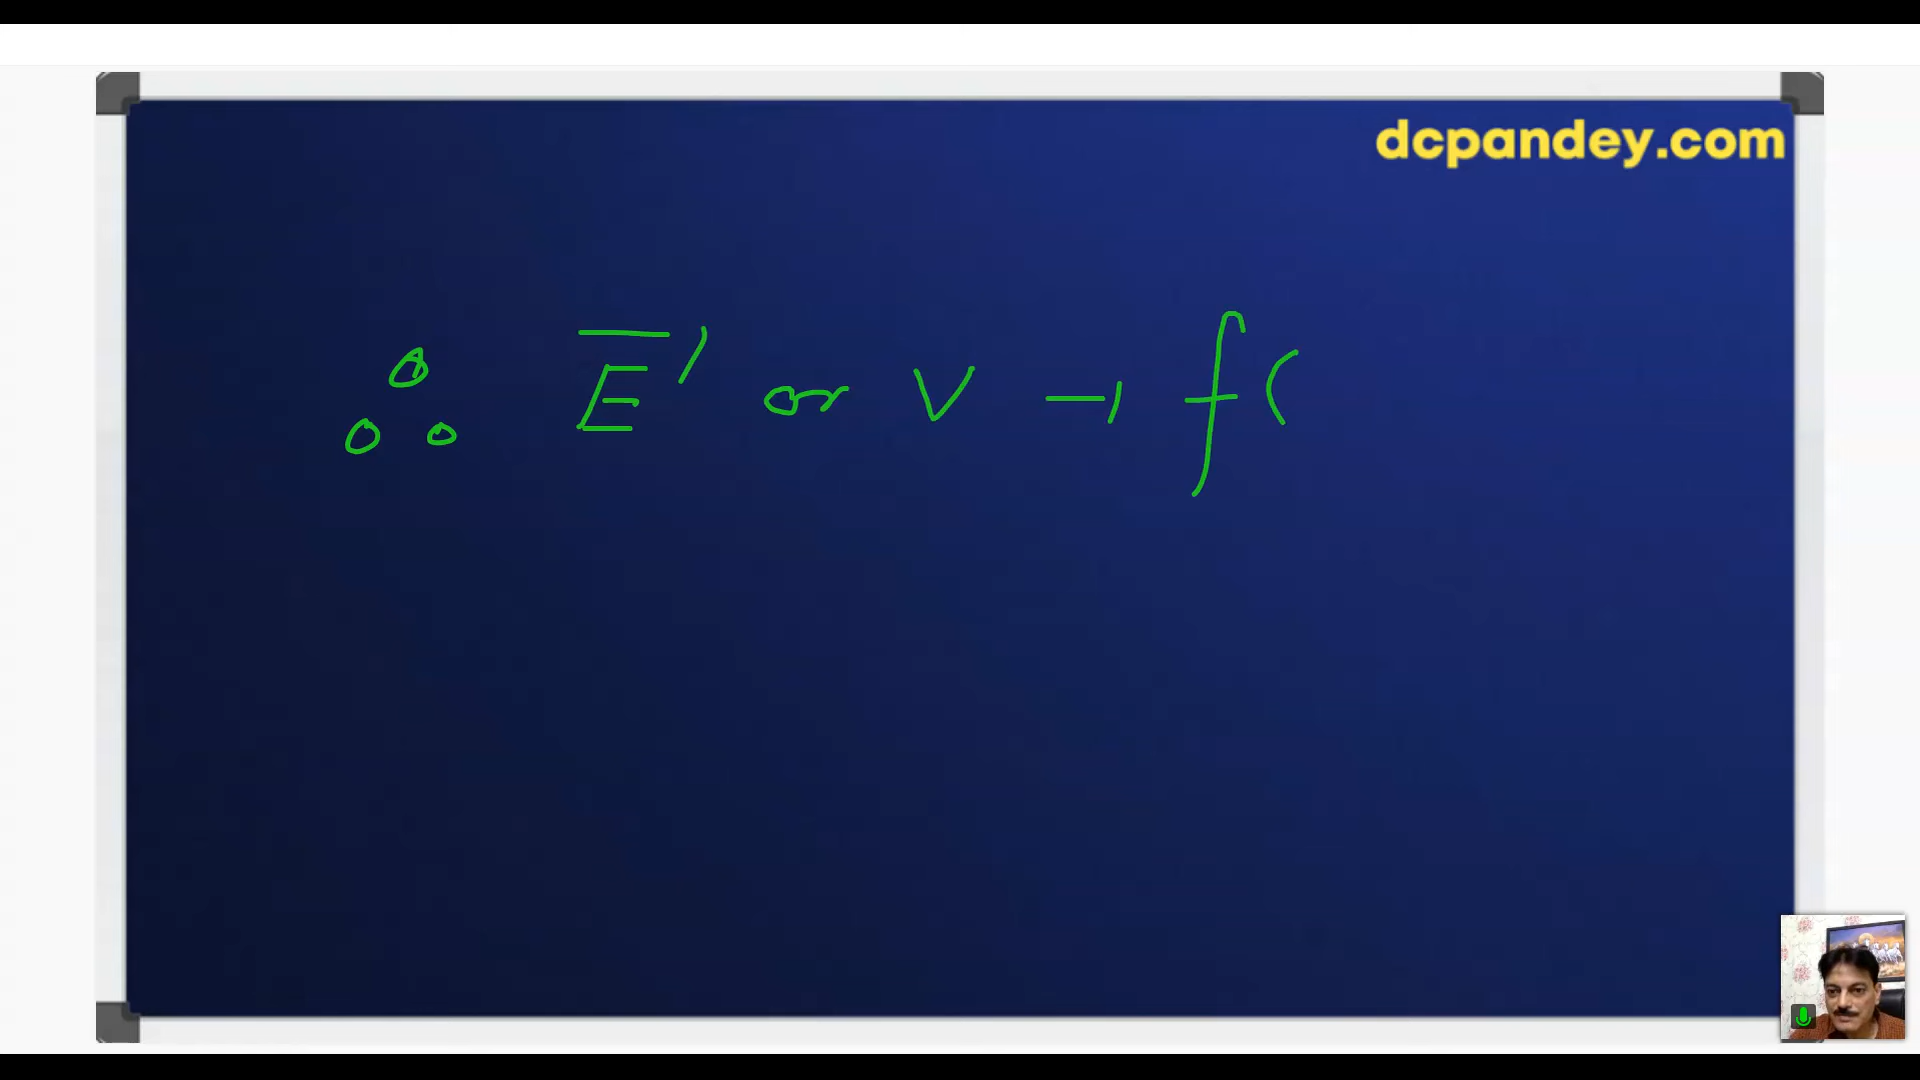 dcpandey.com
∴ E̅' or V → f(